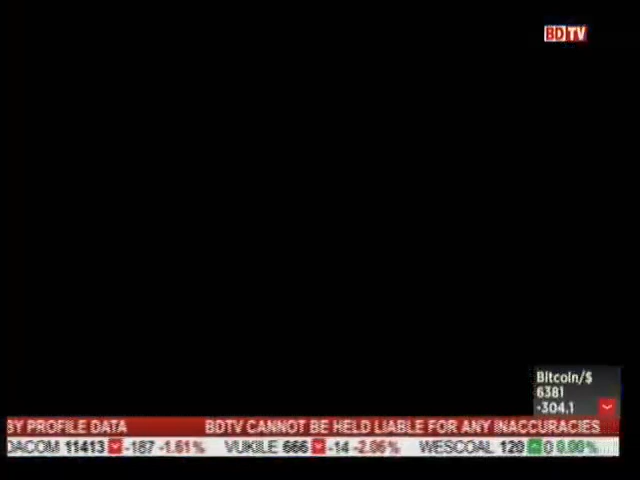 BDTV
Bitcoin/$
6381
-304.1
BY PROFILE DATA BDTV CANNOT BE HELD LIABLE FOR ANY INACCURACIES
DACOM 11413 -187 -1.61% VUKILE 666 -14 -2.06% WESCOAL 120 0 0.00%